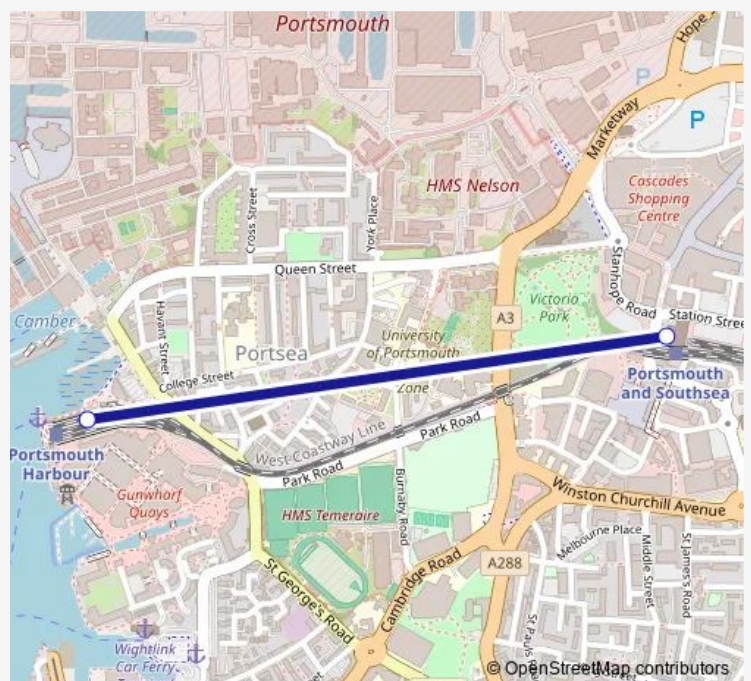 Portsmouth
Hope
P
Marketway
P
HMS Nelson
Cascades
Shopping
Centre
Cross Street
York Place
Queen Street
Stanhope Road
Camber
Havant Street
A3
Victoria
Park
Station Stree
Portsea
University
of Portsmouth
Zone
College Street
Portsmouth
and Southsea
West Coastway Line
Park Road
Portsmouth
Harbour
Park Road
Gunwharf
Quays
HMS Temeraire
Burnaby Road
Winston Churchill Avenue
Melbourne Place
Middle Street
St James's Road
A288
Cambridge Road
St George's Road
St Paul's
Wightlink
Car Ferry
© OpenStreetMap contributors